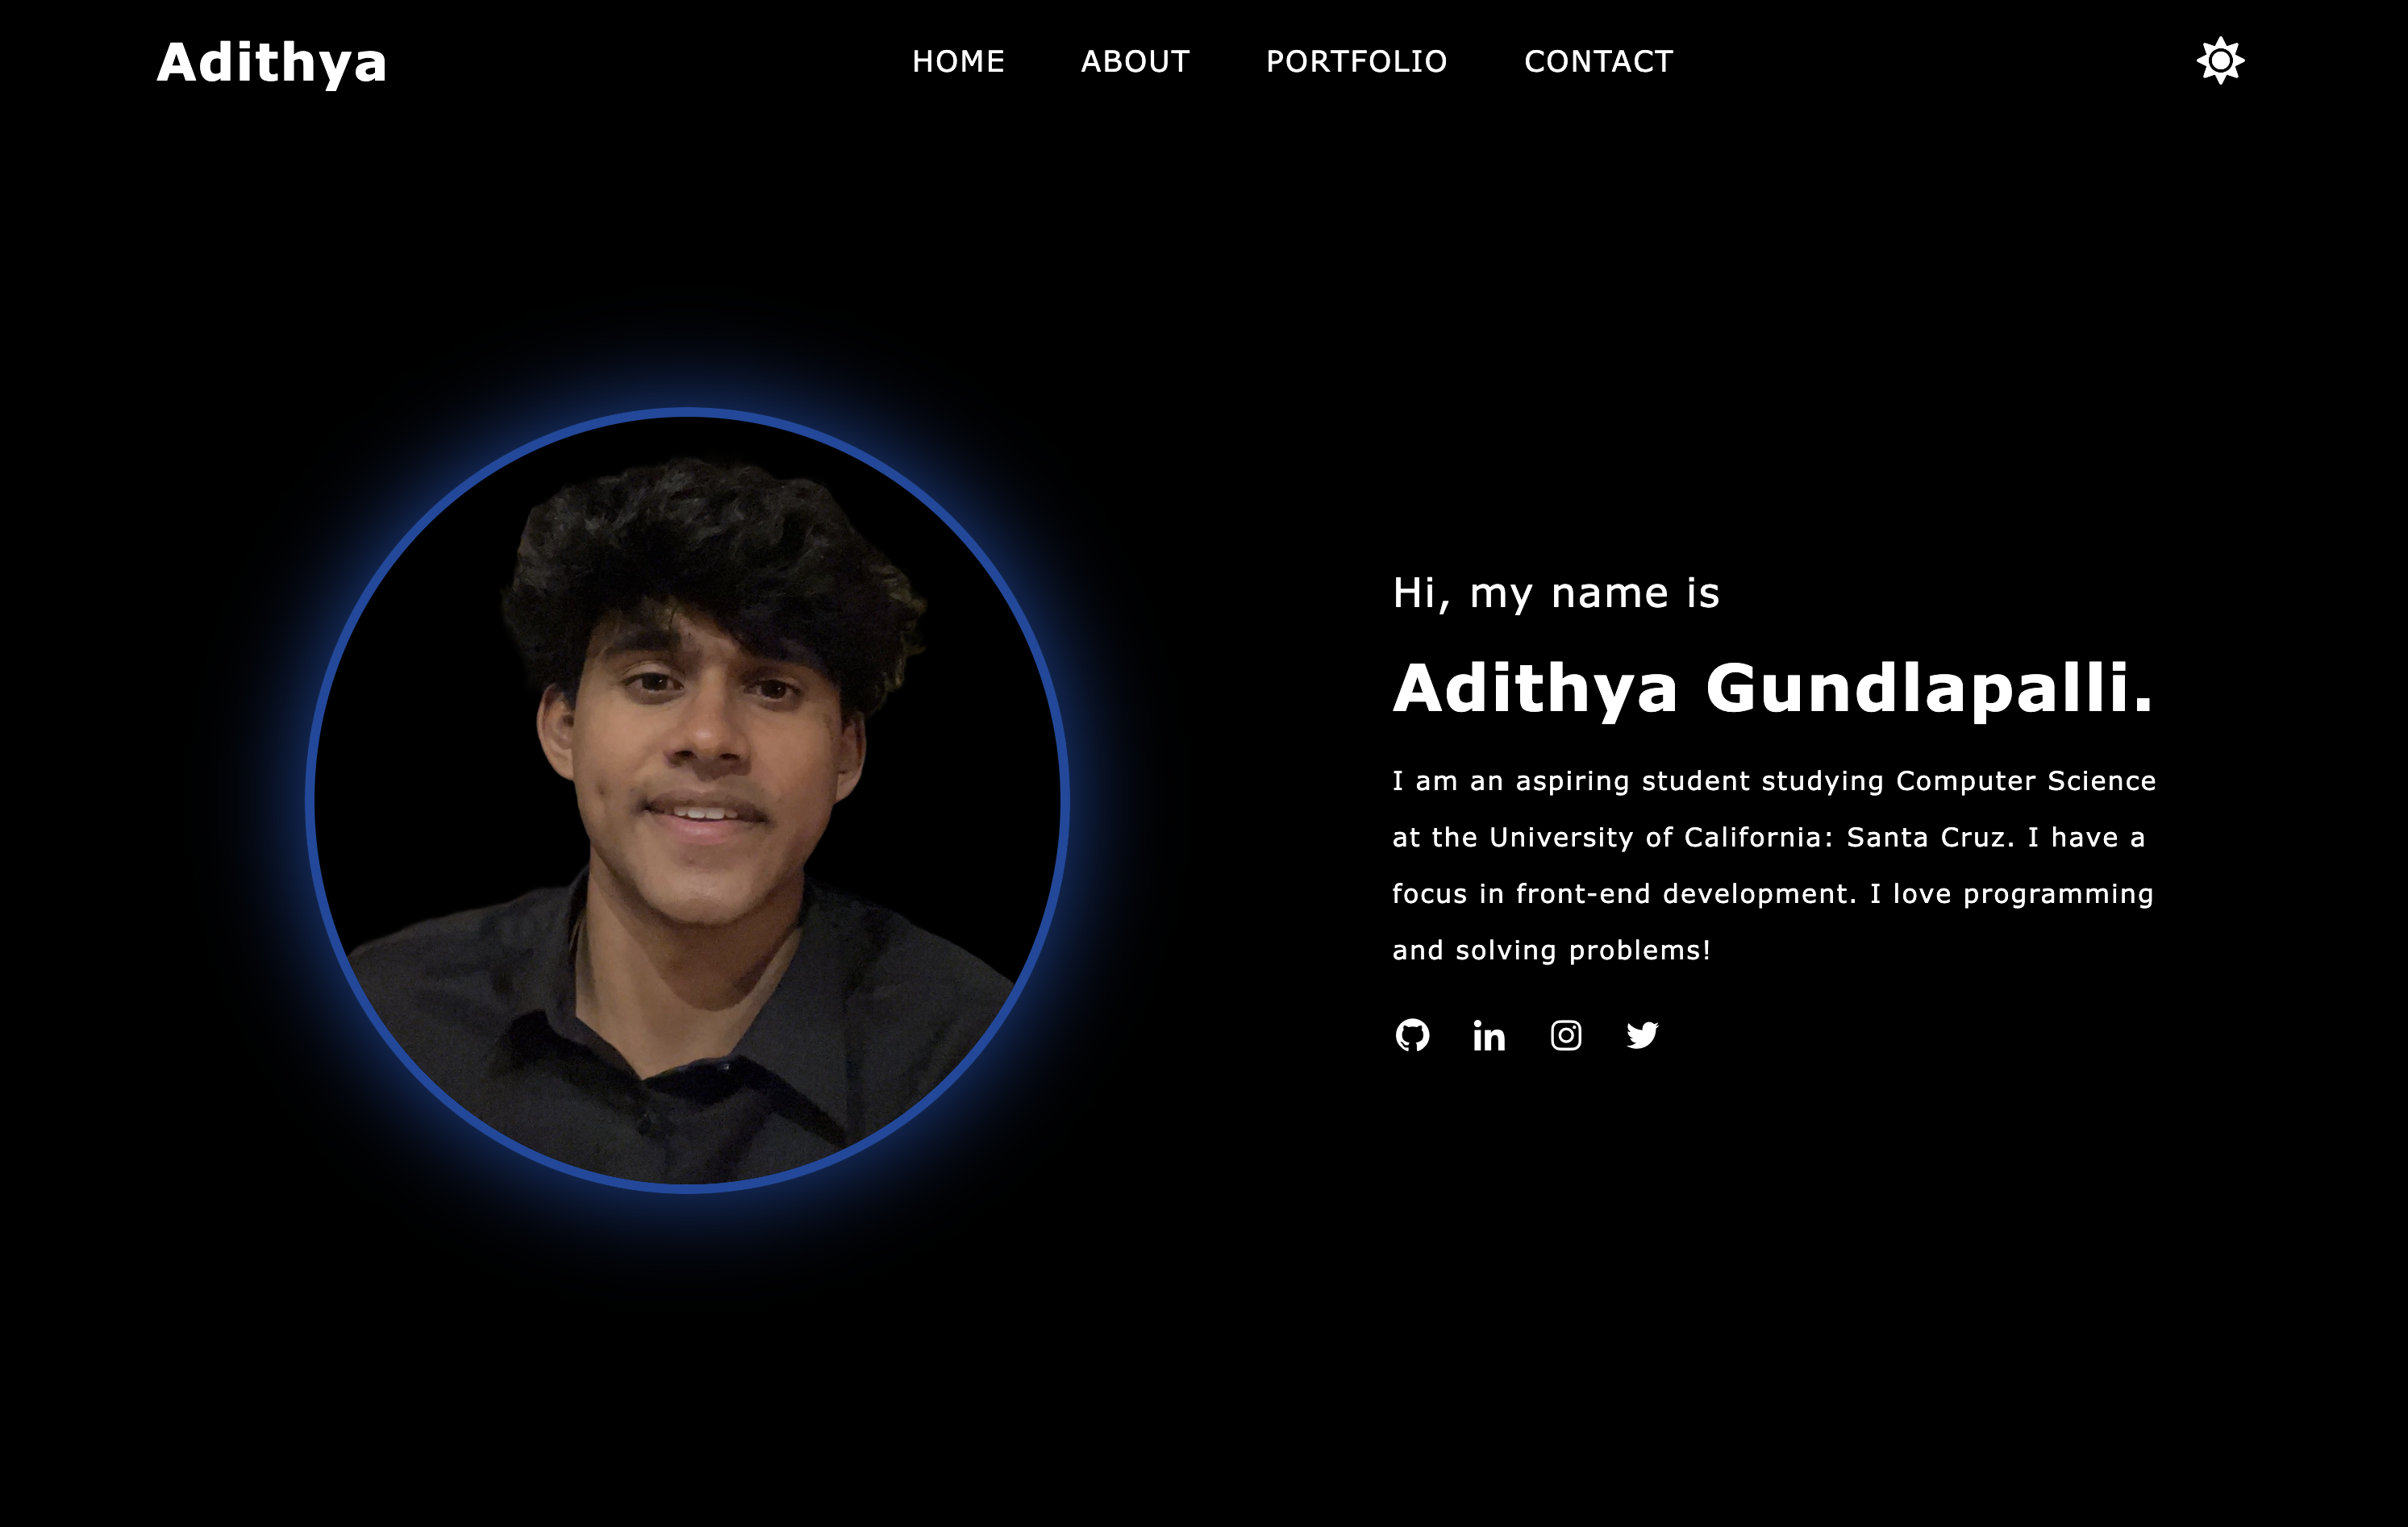 Adithya
HOME ABOUT PORTFOLIO CONTACT
Hi, my name is
Adithya Gundlapalli.
I am an aspiring student studying Computer Science
at the University of California: Santa Cruz. I have a
focus in front-end development. I love programming
and solving problems!